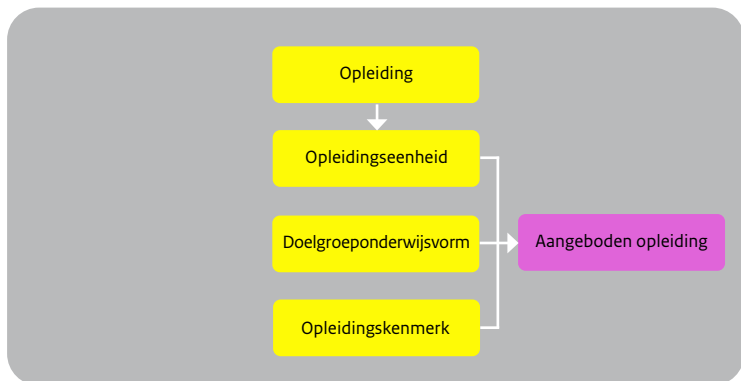 Opleiding
Opleidingseenheid
Doelgroeponderwijsvorm
Aangeboden opleiding
Opleidingskenmerk